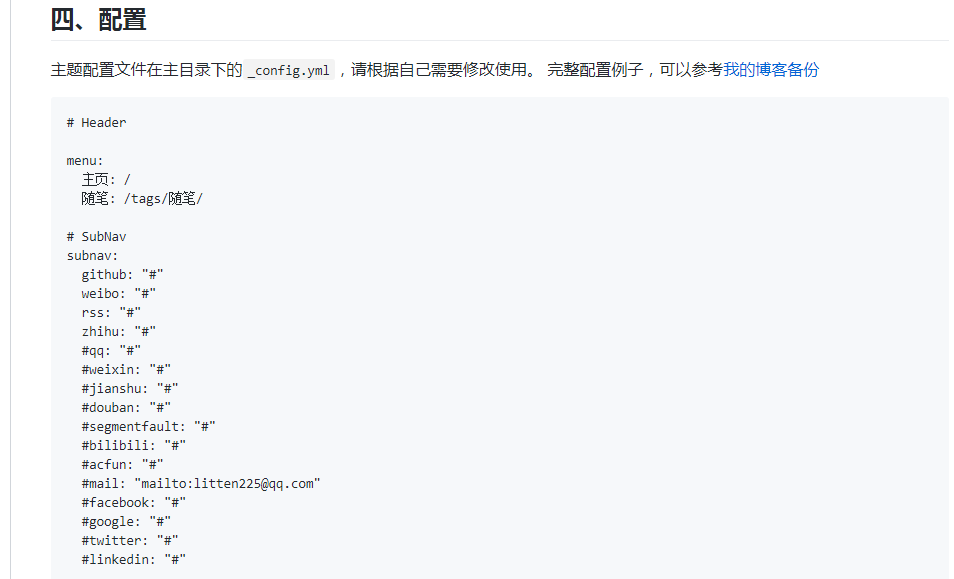 四、配置
主题配置文件在主目录下的 _config.yml ，请根据自己需要修改使用。 完整配置例子，可以参考我的博客备份
# Header
menu:
  主页: /
  随笔: /tags/随笔/
# SubNav
subnav:
  github: "#"
  weibo: "#"
  rss: "#"
  zhihu: "#"
  #qq: "#"
  #weixin: "#"
  #jianshu: "#"
  #douban: "#"
  #segmentfault: "#"
  #bilibili: "#"
  #acfun: "#"
  #mail: "mailto:litten225@qq.com"
  #facebook: "#"
  #google: "#"
  #twitter: "#"
  #linkedin: "#"